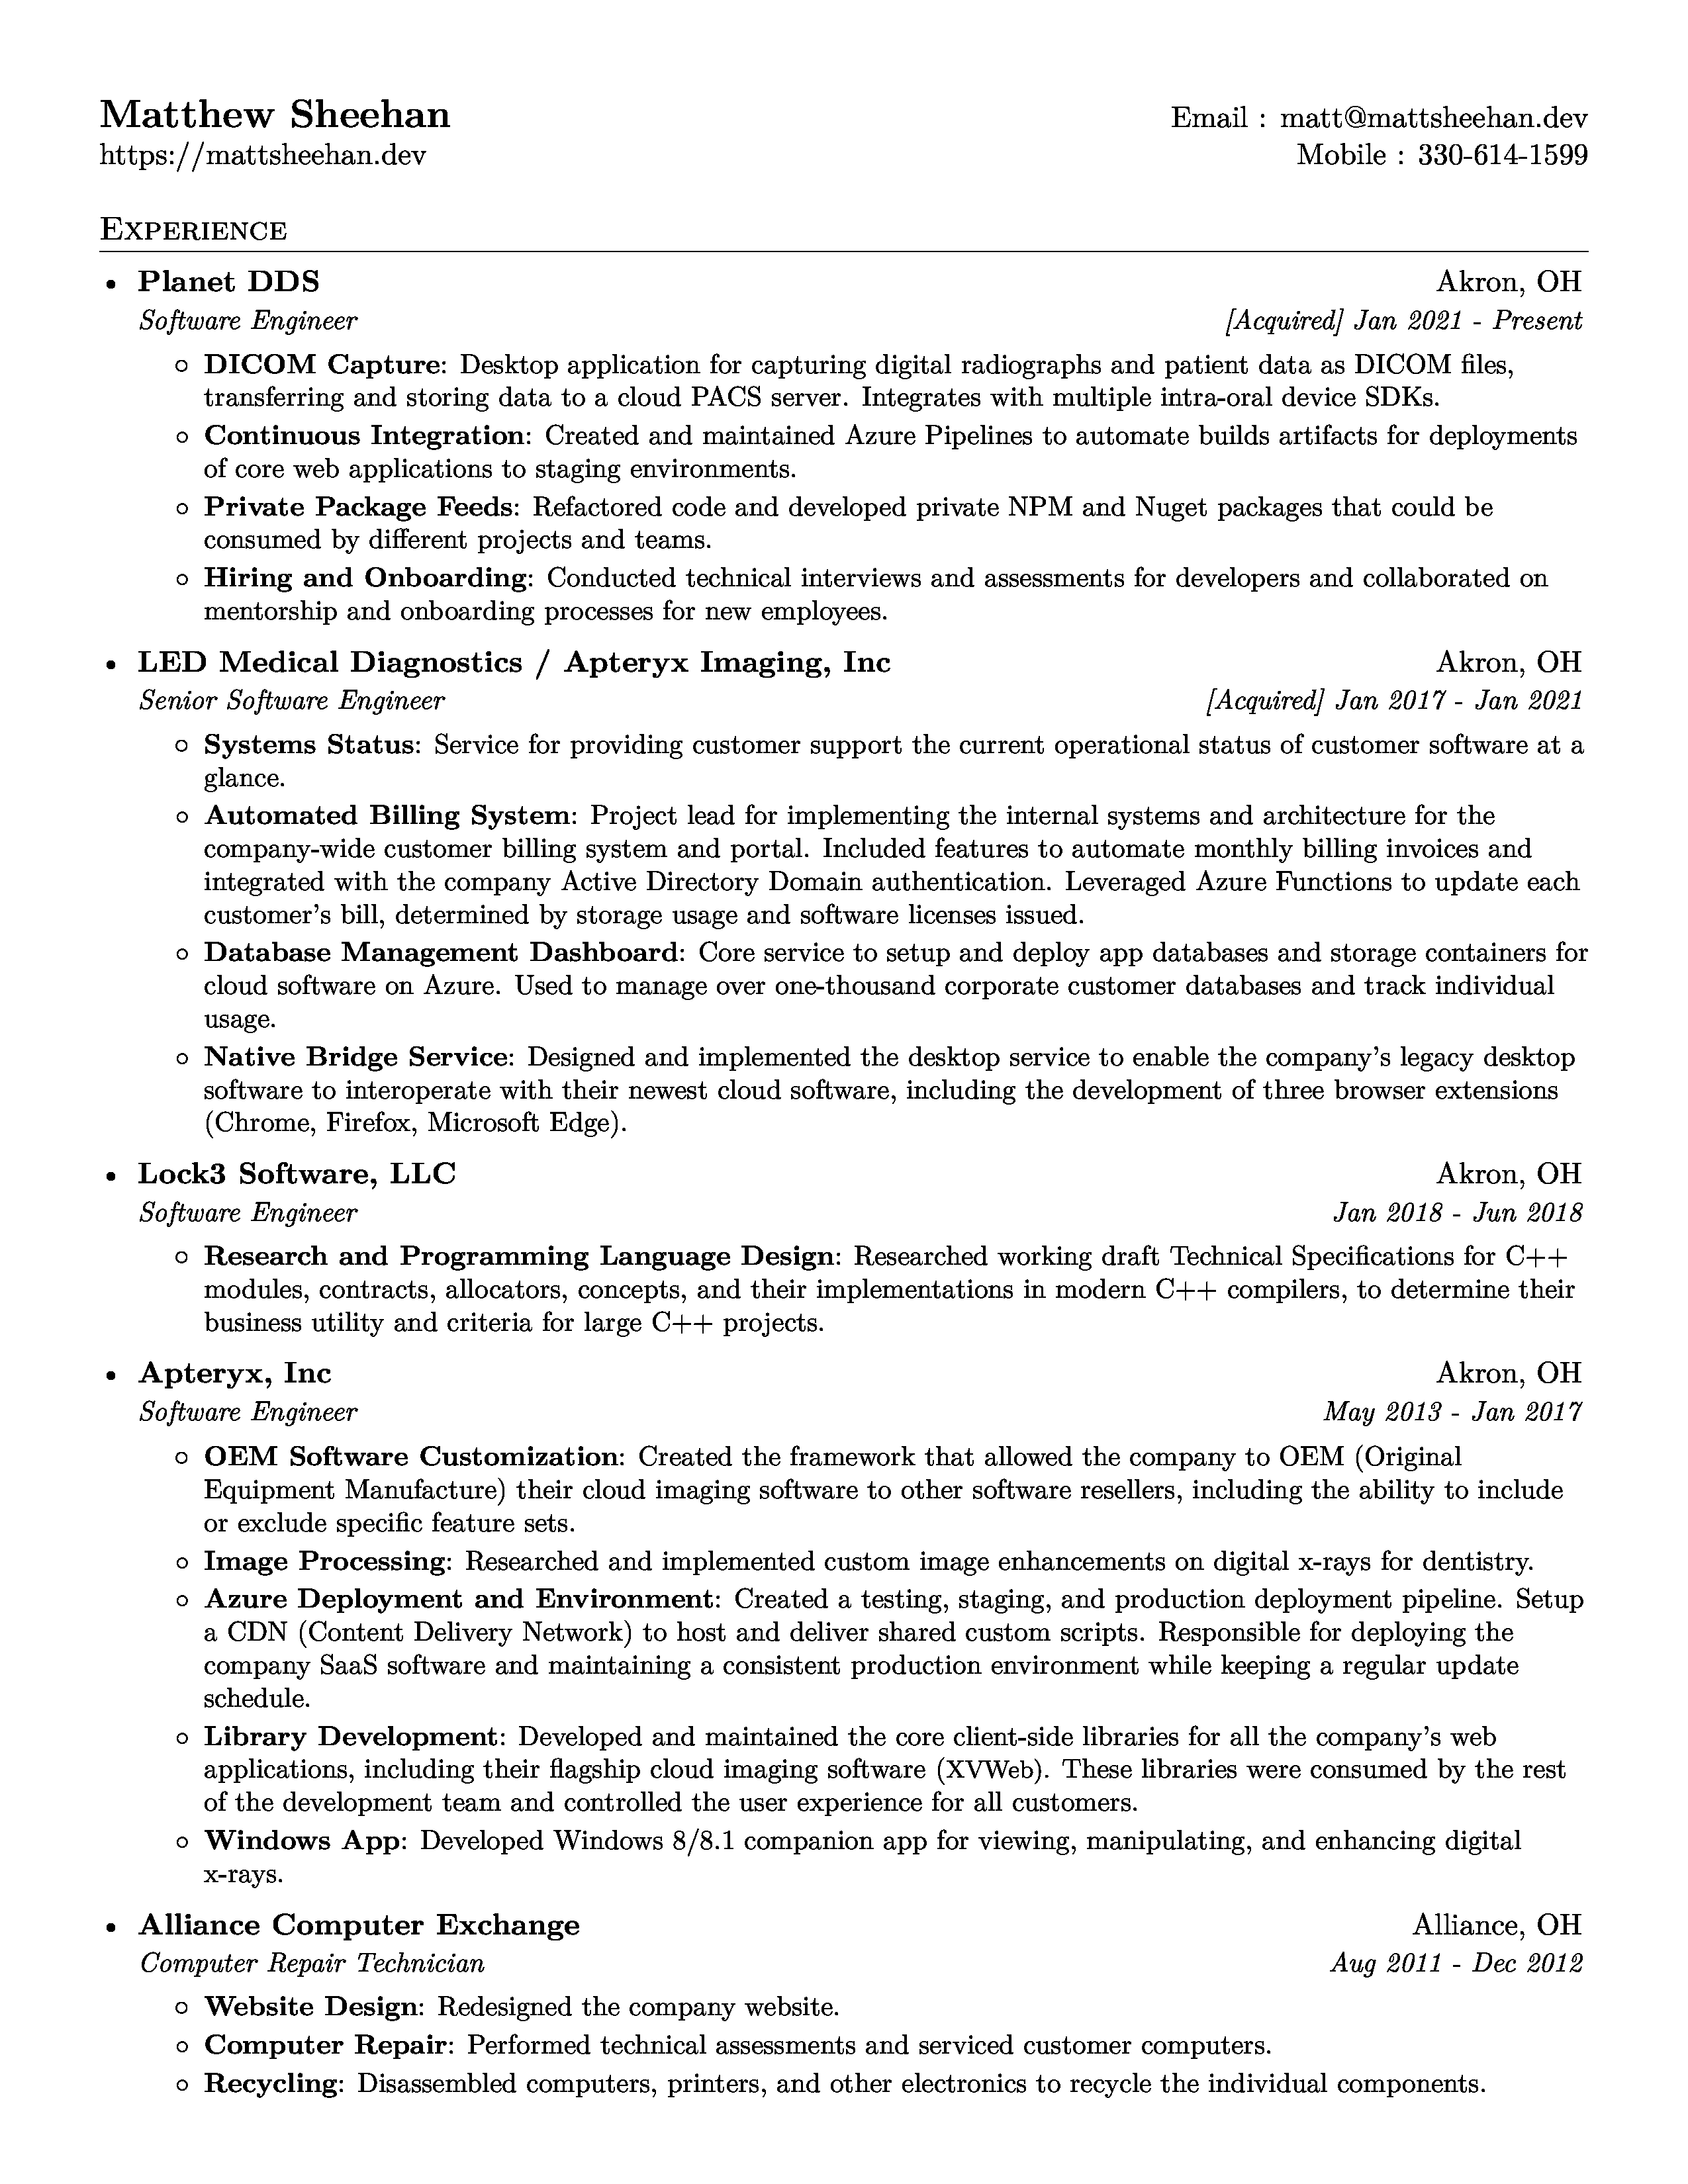 Matthew Sheehan
Email : matt@mattsheehan.dev
https://mattsheehan.dev
Mobile : 330-614-1599
Experience
• Planet DDS
Akron, OH
Software Engineer
[Acquired] Jan 2021 - Present
◦ DICOM Capture: Desktop application for capturing digital radiographs and patient data as DICOM files,
transferring and storing data to a cloud PACS server. Integrates with multiple intra-oral device SDKs.
◦ Continuous Integration: Created and maintained Azure Pipelines to automate builds artifacts for deployments
of core web applications to staging environments.
◦ Private Package Feeds: Refactored code and developed private NPM and Nuget packages that could be
consumed by different projects and teams.
◦ Hiring and Onboarding: Conducted technical interviews and assessments for developers and collaborated on
mentorship and onboarding processes for new employees.
• LED Medical Diagnostics / Apteryx Imaging, Inc
Akron, OH
Senior Software Engineer
[Acquired] Jan 2017 - Jan 2021
◦ Systems Status: Service for providing customer support the current operational status of customer software at a
glance.
◦ Automated Billing System: Project lead for implementing the internal systems and architecture for the
company-wide customer billing system and portal. Included features to automate monthly billing invoices and
integrated with the company Active Directory Domain authentication. Leveraged Azure Functions to update each
customer's bill, determined by storage usage and software licenses issued.
◦ Database Management Dashboard: Core service to setup and deploy app databases and storage containers for
cloud software on Azure. Used to manage over one-thousand corporate customer databases and track individual
usage.
◦ Native Bridge Service: Designed and implemented the desktop service to enable the company's legacy desktop
software to interoperate with their newest cloud software, including the development of three browser extensions
(Chrome, Firefox, Microsoft Edge).
• Lock3 Software, LLC
Akron, OH
Software Engineer
Jan 2018 - Jun 2018
◦ Research and Programming Language Design: Researched working draft Technical Specifications for C++
modules, contracts, allocators, concepts, and their implementations in modern C++ compilers, to determine their
business utility and criteria for large C++ projects.
• Apteryx, Inc
Akron, OH
Software Engineer
May 2013 - Jan 2017
◦ OEM Software Customization: Created the framework that allowed the company to OEM (Original
Equipment Manufacture) their cloud imaging software to other software resellers, including the ability to include
or exclude specific feature sets.
◦ Image Processing: Researched and implemented custom image enhancements on digital x-rays for dentistry.
◦ Azure Deployment and Environment: Created a testing, staging, and production deployment pipeline. Setup
a CDN (Content Delivery Network) to host and deliver shared custom scripts. Responsible for deploying the
company SaaS software and maintaining a consistent production environment while keeping a regular update
schedule.
◦ Library Development: Developed and maintained the core client-side libraries for all the company's web
applications, including their flagship cloud imaging software (XVWeb). These libraries were consumed by the rest
of the development team and controlled the user experience for all customers.
◦ Windows App: Developed Windows 8/8.1 companion app for viewing, manipulating, and enhancing digital
x-rays.
• Alliance Computer Exchange
Alliance, OH
Computer Repair Technician
Aug 2011 - Dec 2012
◦ Website Design: Redesigned the company website.
◦ Computer Repair: Performed technical assessments and serviced customer computers.
◦ Recycling: Disassembled computers, printers, and other electronics to recycle the individual components.